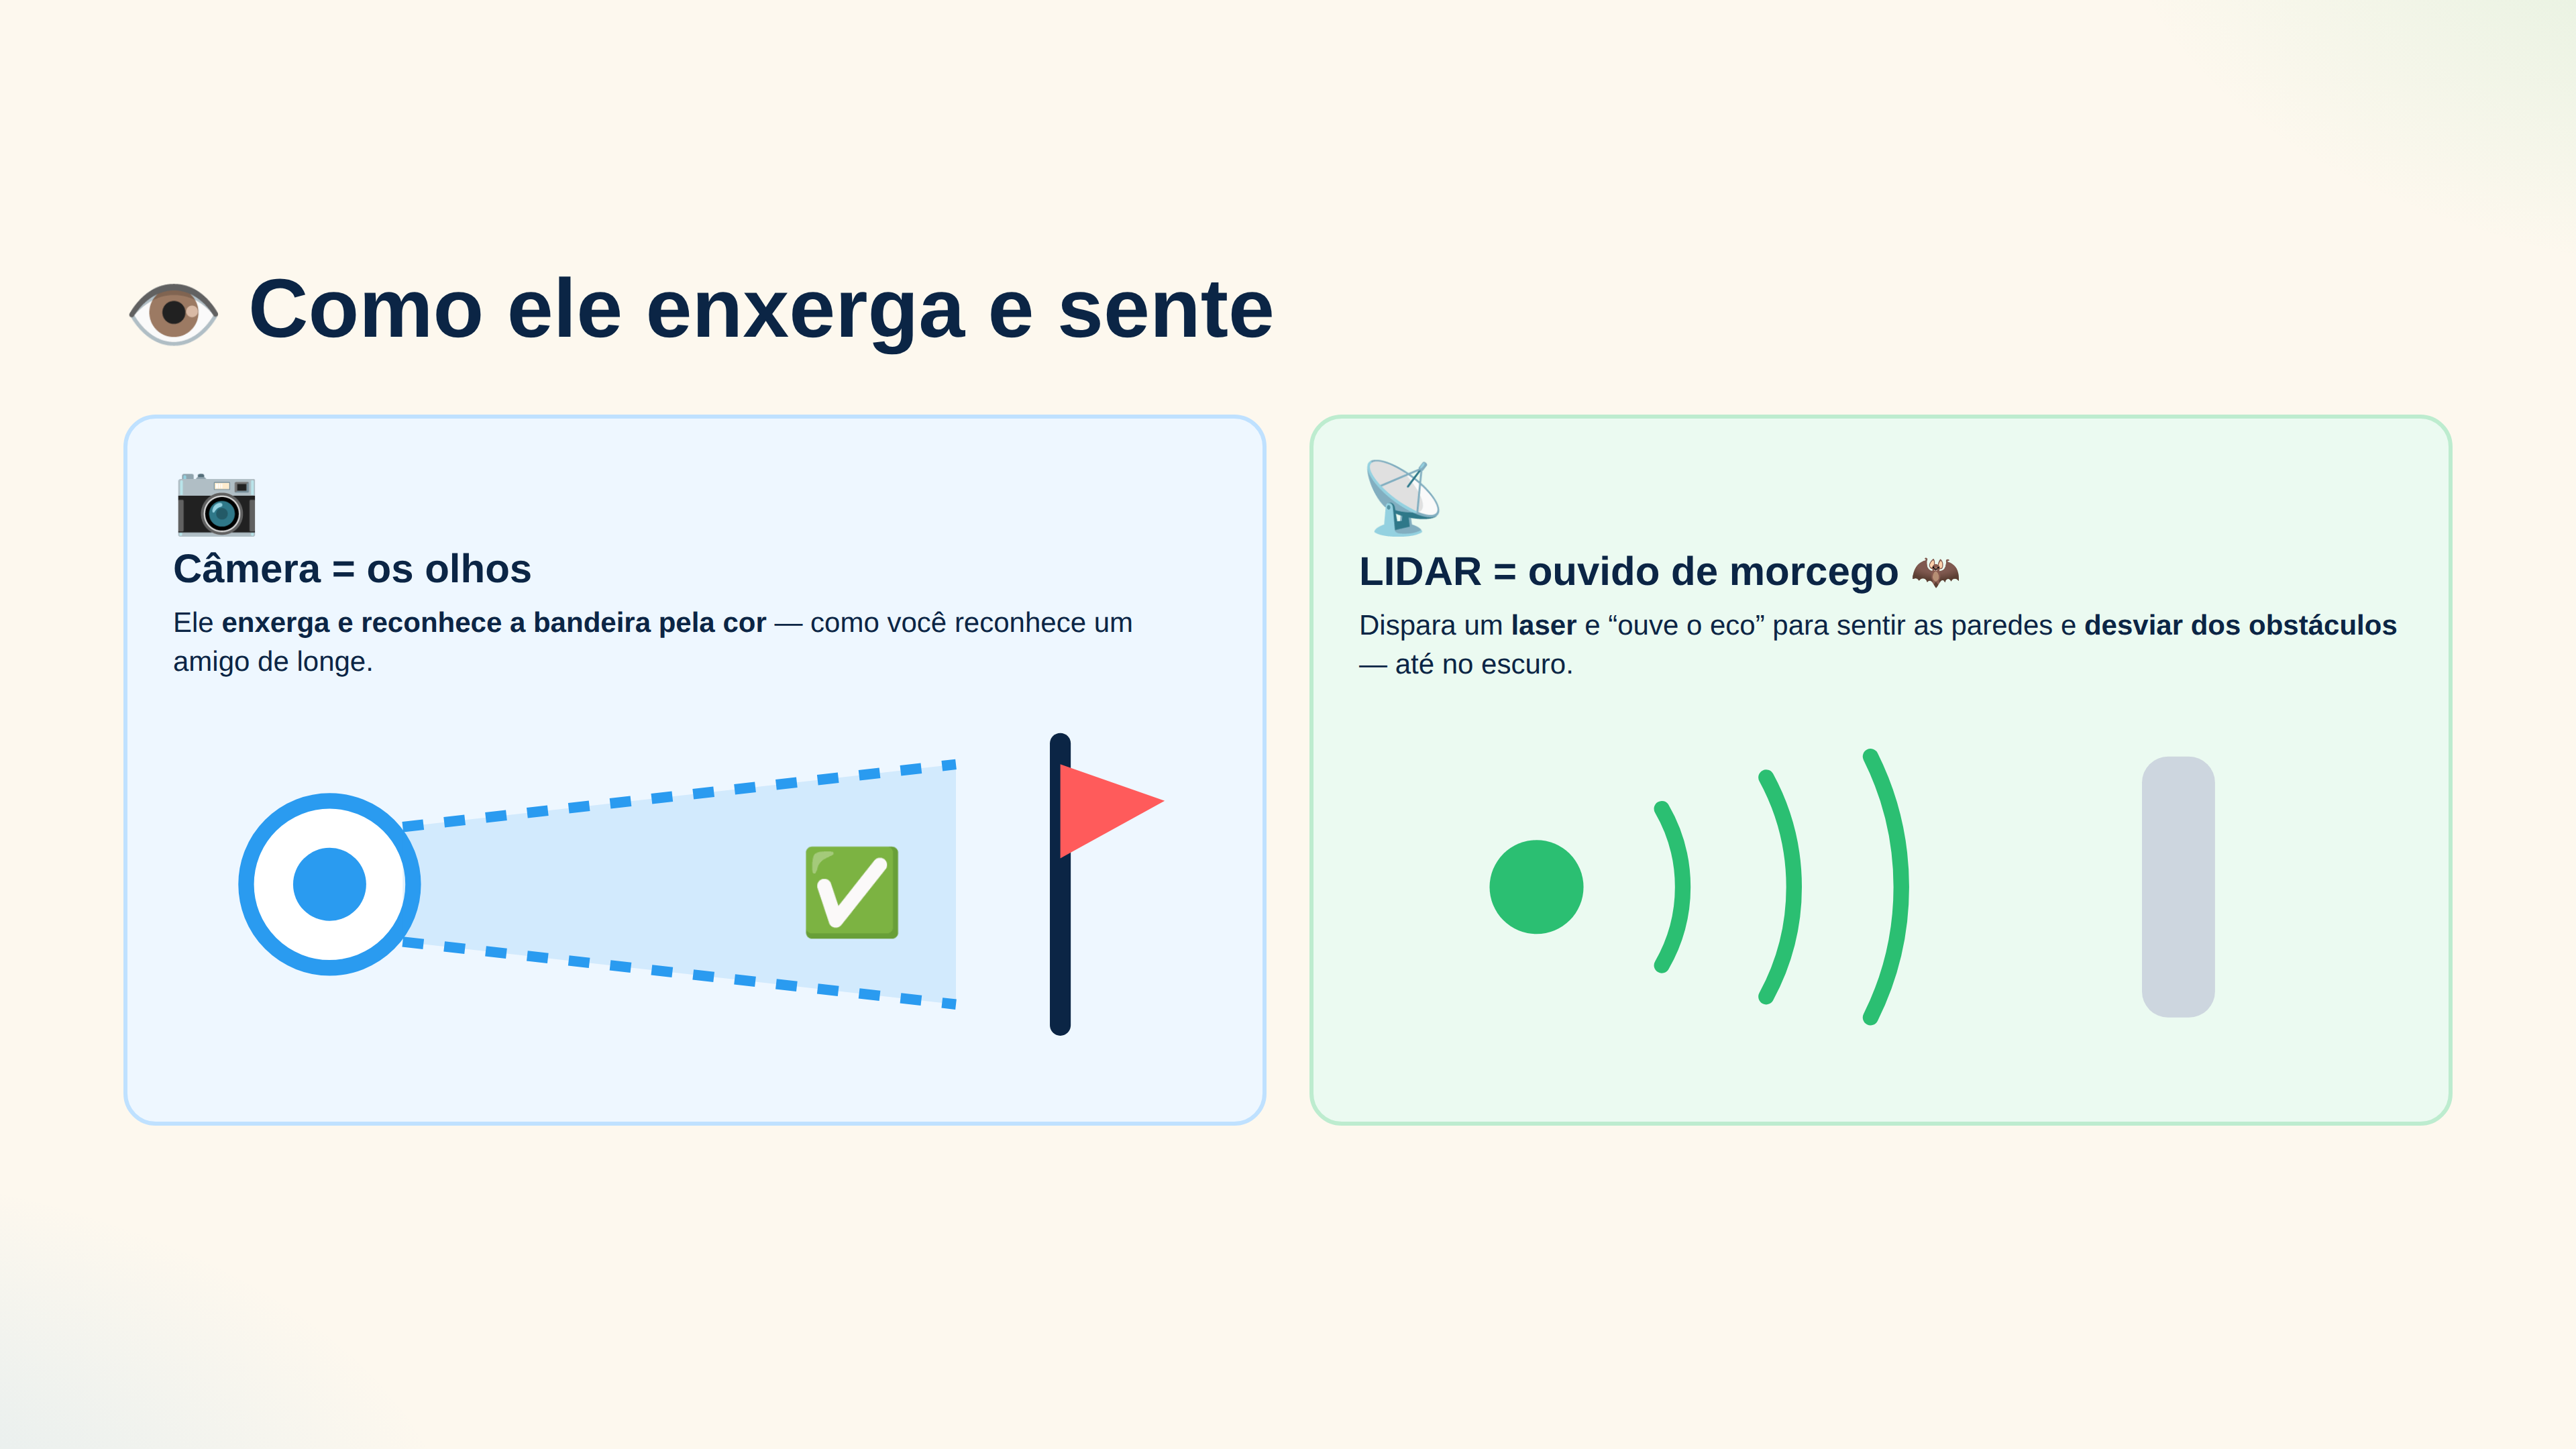 Como ele enxerga e sente
Câmera = os olhos
Ele enxerga e reconhece a bandeira pela cor — como você reconhece um
amigo de longe.
LIDAR = ouvido de morcego
Dispara um laser e “ouve o eco” para sentir as paredes e desviar dos obstáculos
— até no escuro.